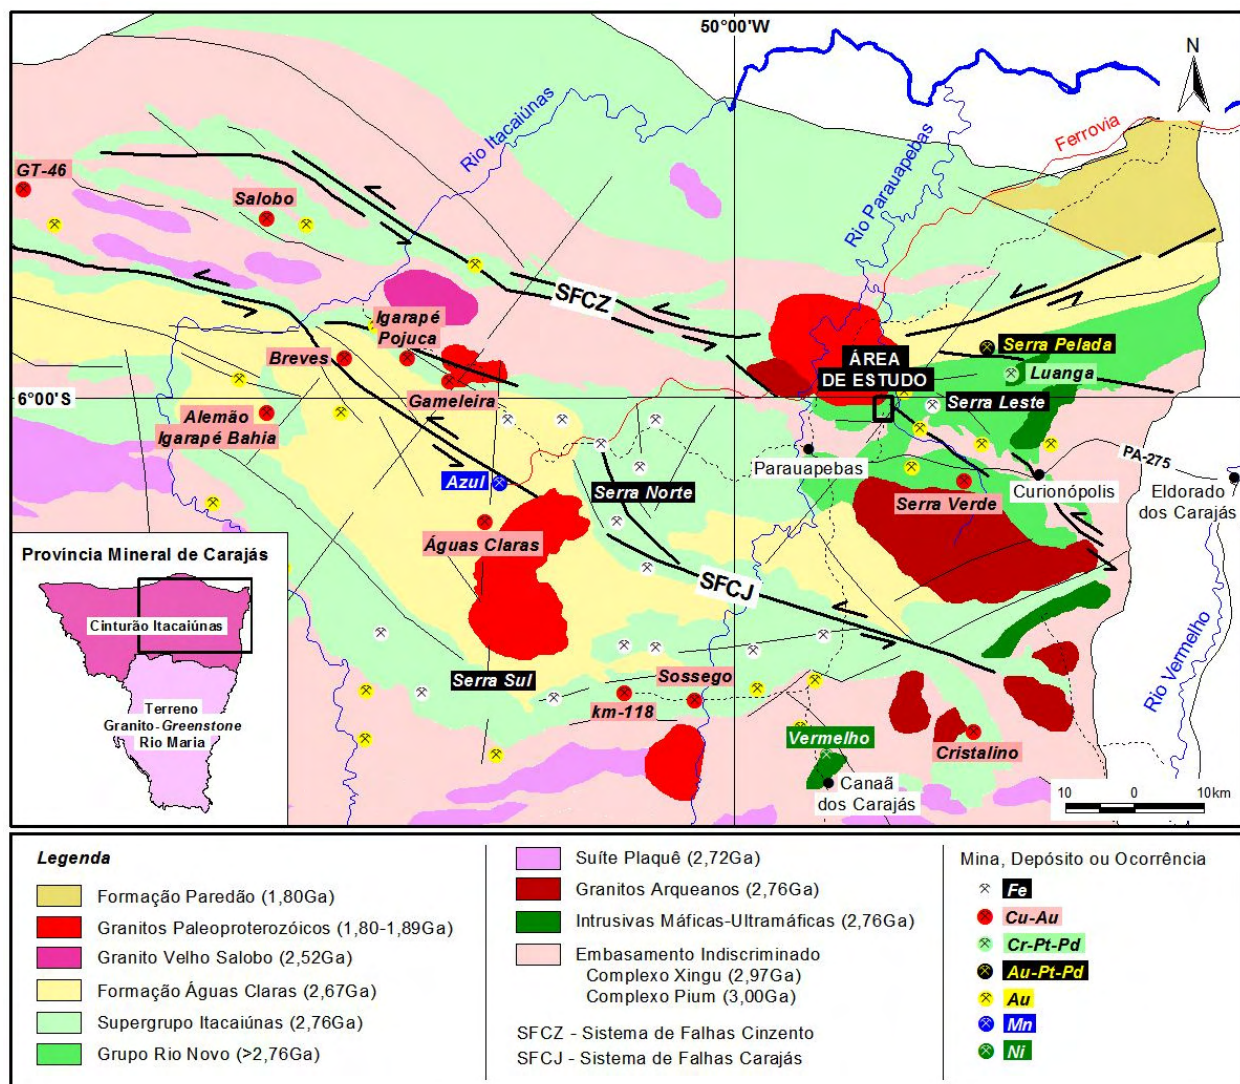 50°00'W
N
Rio Itacaiúnas
Rio Parauapebas
Ferrovia
GT-46
Salobo
SFCZ
Igarapé
Pojuca
Breves
Serra Pelada
ÁREA
DE ESTUDO
Luanga
6°00'S
Gameleira
Serra Leste
Alemão
Igarapé Bahia
Parauapebas
PA-275
Azul
Serra Norte
Serra Verde
Curionópolis
Eldorado
dos Carajás
Águas Claras
Província Mineral de Carajás
SFCJ
Cinturão Itacaiúnas
Rio Vermelho
Serra Sul
Sossego
km-118
Terreno
Granito-Greenstone
Rio Maria
Vermelho
Cristalino
Canaã
dos Carajás
10 0 10km
Legenda
Formação Paredão (1,80Ga)
Granitos Paleoproterozóicos (1,80-1,89Ga)
Granito Velho Salobo (2,52Ga)
Formação Águas Claras (2,67Ga)
Supergrupo Itacaiúnas (2,76Ga)
Grupo Rio Novo (>2,76Ga)
Suíte Plaquê (2,72Ga)
Granitos Arqueanos (2,76Ga)
Intrusivas Máficas-Ultramáficas (2,76Ga)
Embasamento Indiscriminado
Complexo Xingu (2,97Ga)
Complexo Pium (3,00Ga)
SFCZ - Sistema de Falhas Cinzento
SFCJ - Sistema de Falhas Carajás
Mina, Depósito ou Ocorrência
Fe
Cu-Au
Cr-Pt-Pd
Au-Pt-Pd
Au
Mn
Ni